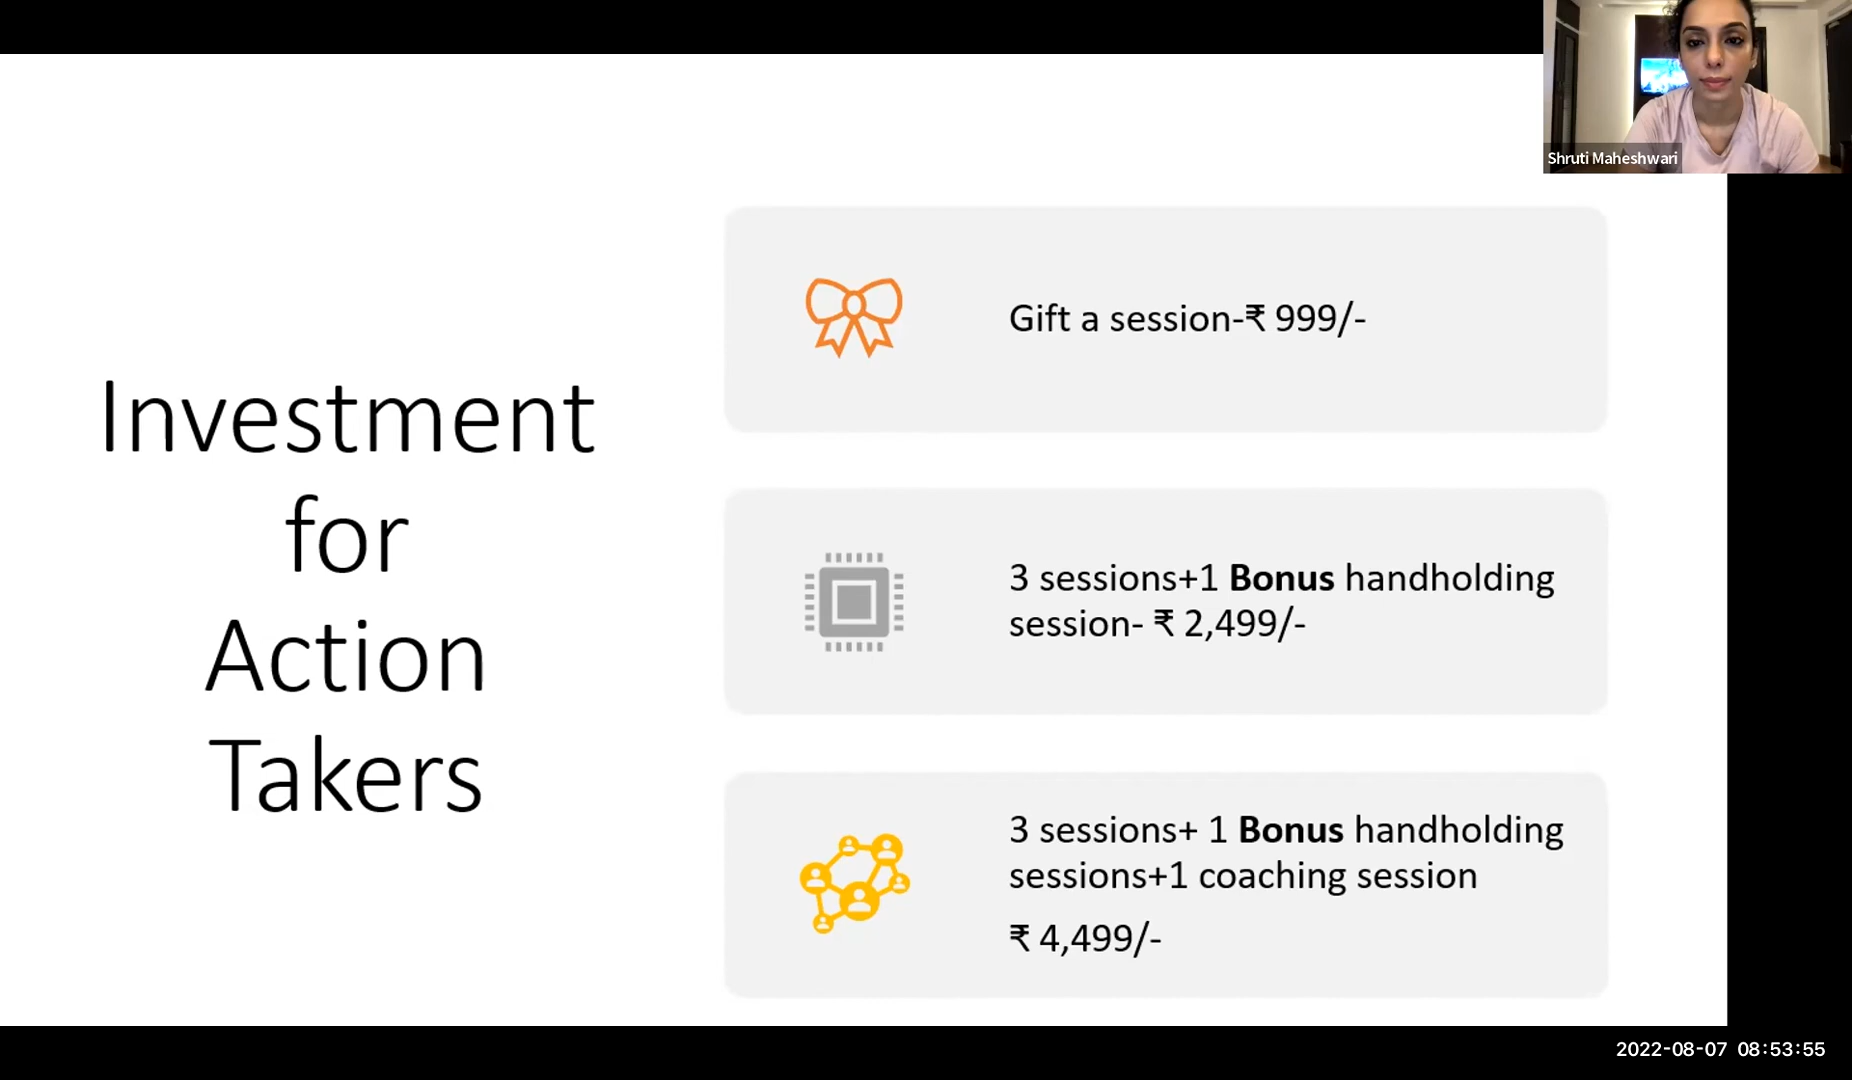 Shruti Maheshwari
Investment
for
Action
Takers
Gift a session-₹ 999/-
3 sessions+1 Bonus handholding
session- ₹ 2,499/-
3 sessions+ 1 Bonus handholding
sessions+1 coaching session
₹ 4,499/-
2022-08-07 08:53:55